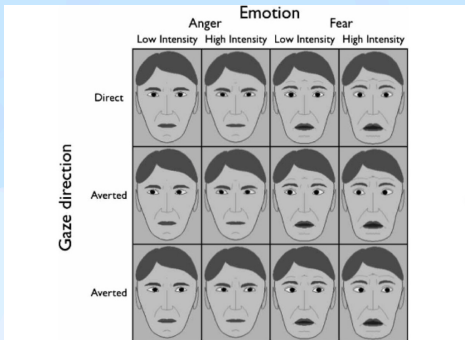 Emotion
Anger Fear
Low Intensity High Intensity Low Intensity High Intensity
Gaze direction
Direct
Averted
Averted